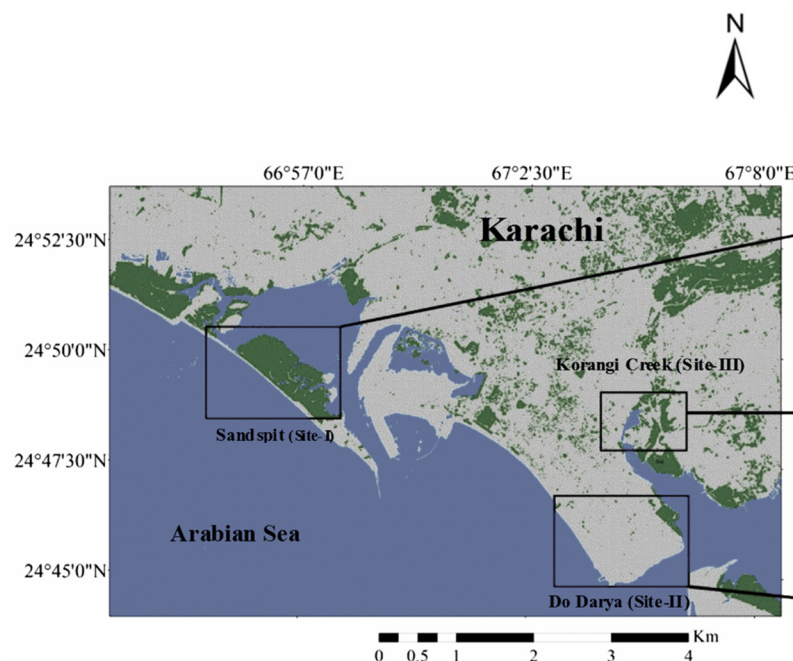 N
66°57'0"E 67°2'30"E 67°8'0"E
Karachi
24°52'30"N
24°50'0"N
Korangi Creek (Site-III)
Sandspit (Site-I)
24°47'30"N
Arabian Sea
24°45'0"N
Do Darya (Site-II)
Km
0 0.5 1 2 3 4